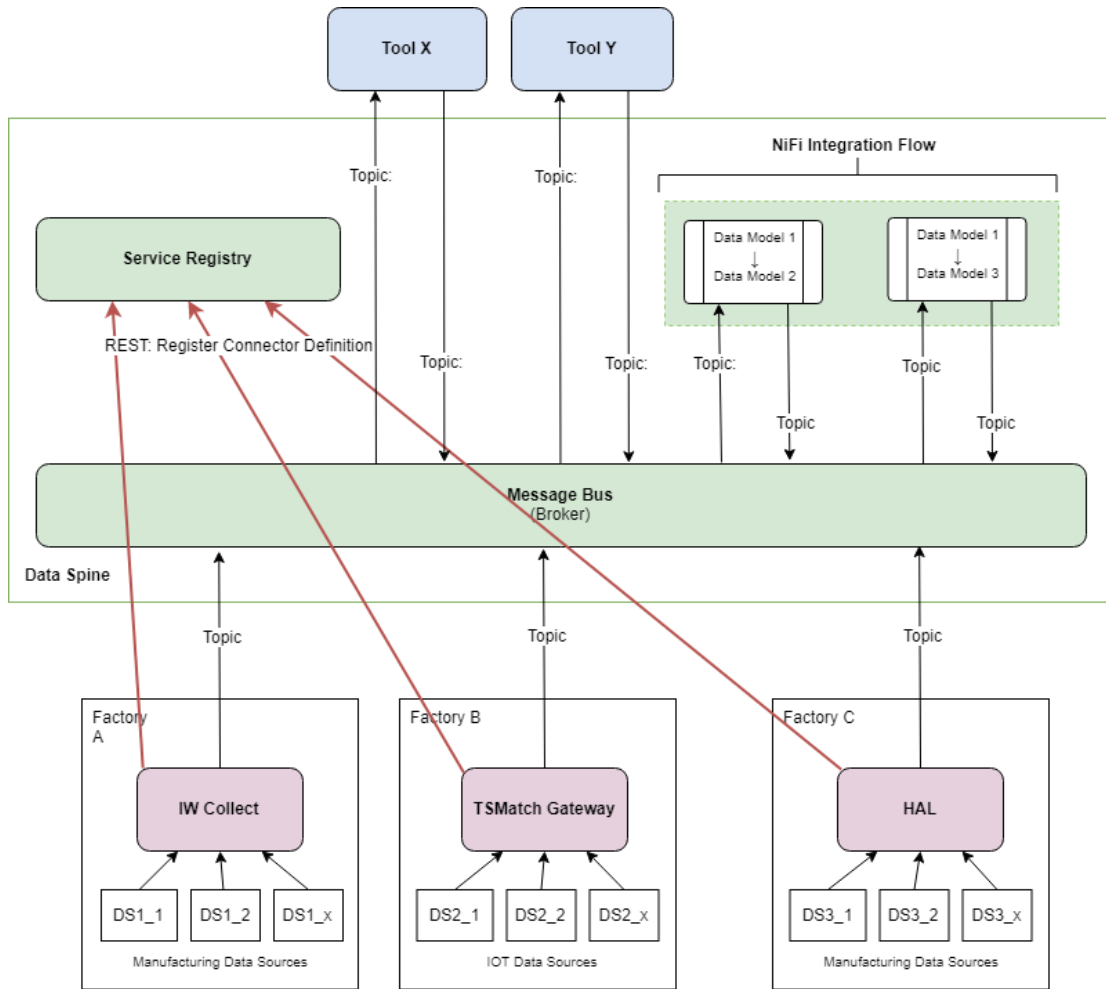 Tool X
Tool Y
NiFi Integration Flow
Topic:
Topic:
Data Model 1
↓
Data Model 2
Data Model 1
↓
Data Model 3
Service Registry
REST: Register Connector Definition
Topic:
Topic:
Topic:
Topic
Topic
Topic
Message Bus
(Broker)
Data Spine
Topic
Topic
Topic
Factory
A
Factory B
Factory C
IW Collect
TSMatch Gateway
HAL
DS1_1
DS1_2
DS1_x
DS2_1
DS2_2
DS2_x
DS3_1
DS3_2
DS3_x
Manufacturing Data Sources
IOT Data Sources
Manufacturing Data Sources